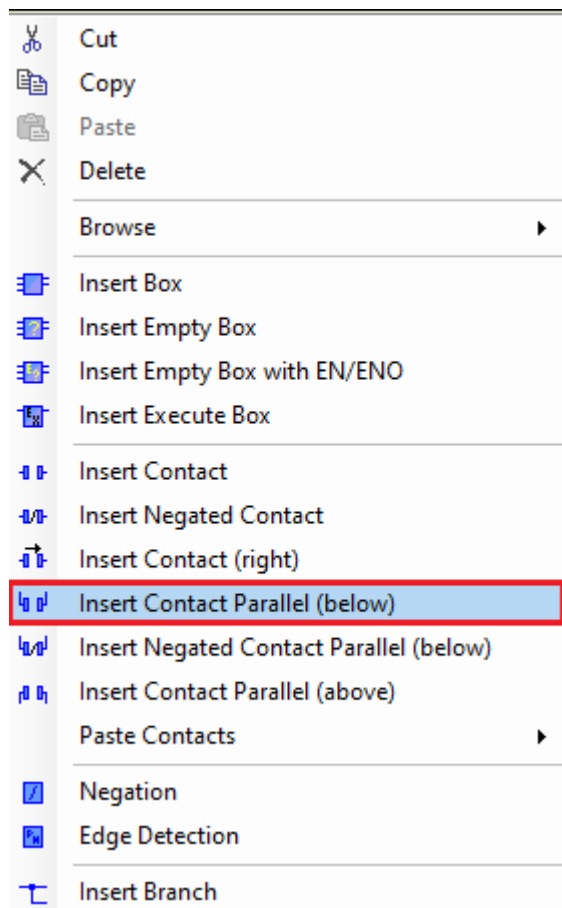 Cut
Copy
Paste
Delete
Browse
Insert Box
Insert Empty Box
Insert Empty Box with EN/ENO
Insert Execute Box
Insert Contact
Insert Negated Contact
Insert Contact (right)
Insert Contact Parallel (below)
Insert Negated Contact Parallel (below)
Insert Contact Parallel (above)
Paste Contacts
Negation
Edge Detection
Insert Branch